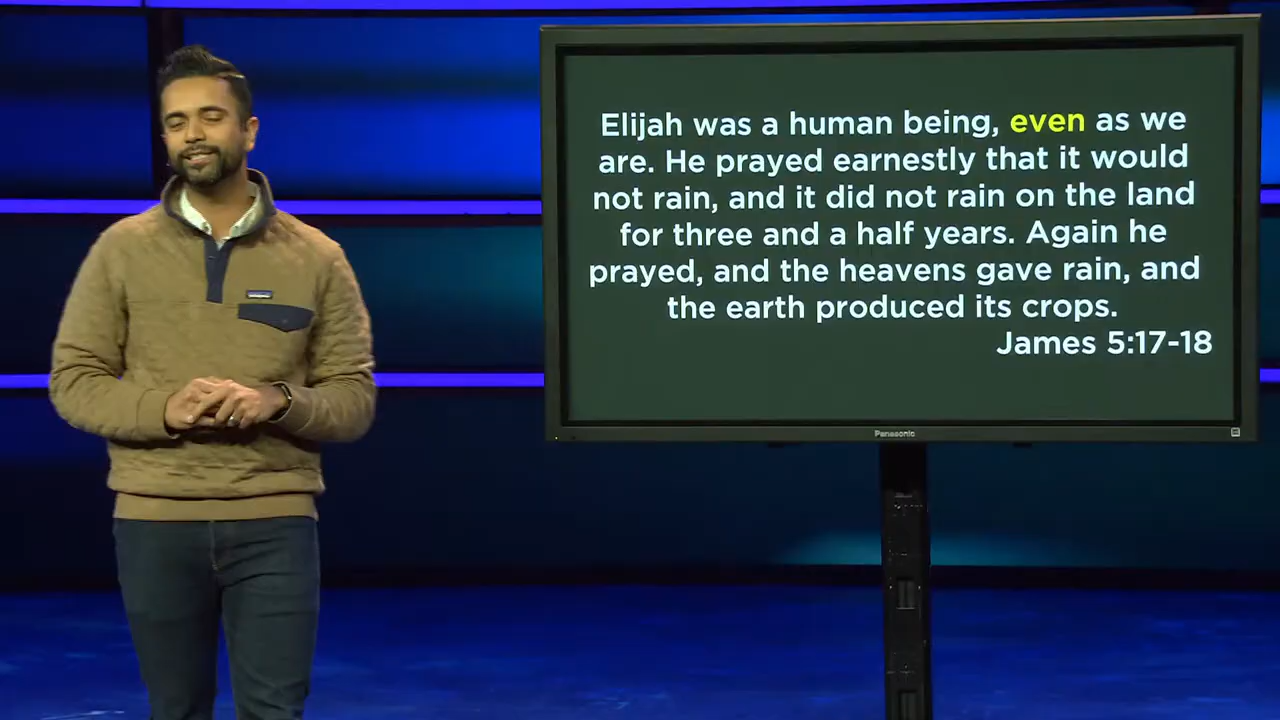 Elijah was a human being, even as we
are. He prayed earnestly that it would
not rain, and it did not rain on the land
for three and a half years. Again he
prayed, and the heavens gave rain, and
the earth produced its crops.
James 5:17-18
Panasonic